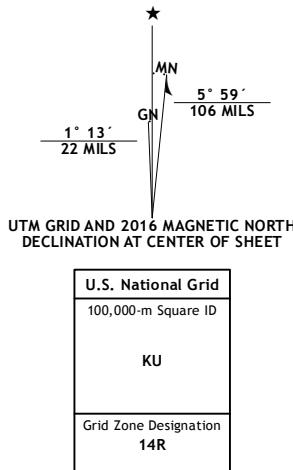 MN
GN
5° 59´
106 MILS
1° 13´
22 MILS
UTM GRID AND 2016 MAGNETIC NORTH
DECLINATION AT CENTER OF SHEET
U.S. National Grid
100,000-m Square ID
KU
Grid Zone Designation
14R